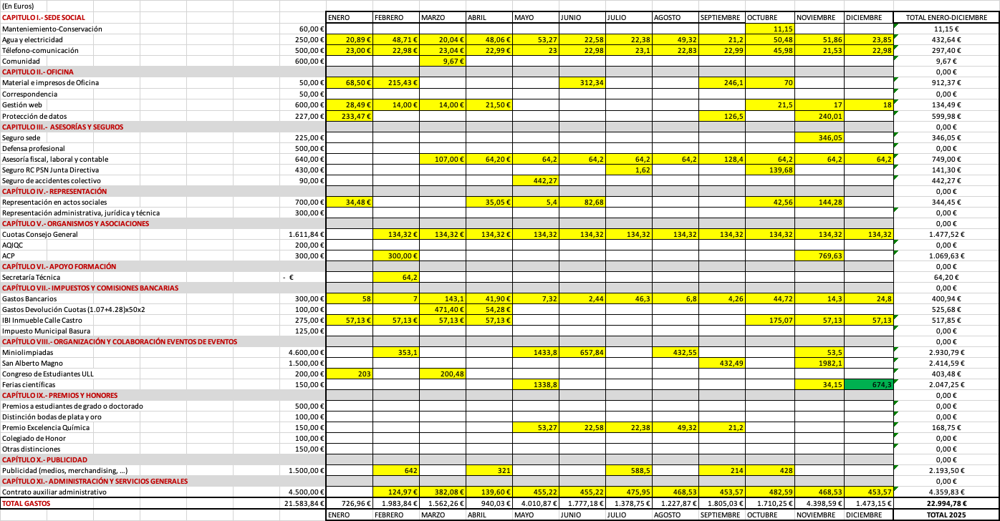 (En Euros)
CAPITULO I.- SEDE SOCIAL ENERO FEBRERO MARZO ABRIL MAYO JUNIO JULIO AGOSTO SEPTIEMBRE OCTUBRE NOVIEMBRE DICIEMBRE TOTAL ENERO-DICIEMBRE
Manteniemiento-Conservación 60,00 € 11,15 11,15 €
Agua y electricidad 250,00 € 20,89 € 48,71 € 20,04 € 48,06 € 53,27 22,58 22,38 49,32 21,2 50,48 51,86 23,85 432,64 €
Télefono-comunicación 500,00 € 23,00 € 22,98 € 23,04 € 22,99 € 23 22,98 23,1 22,83 22,99 45,98 21,53 22,98 297,40 €
Comunidad 600,00 € 9,67 € 9,67 €
CAPITULO II.- OFICINA 0,00 €
Material e impresos de Oficina 50,00 € 68,50 € 215,43 € 312,34 246,1 70 912,37 €
Correspondencia 50,00 € 0,00 €
Gestión web 600,00 € 28,49 € 14,00 € 14,00 € 21,50 € 21,5 17 18 134,49 €
Protección de datos 227,00 € 233,47 € 126,5 240,01 599,98 €
CAPITULO III.- ASESORÍAS Y SEGUROS 0,00 €
Seguro sede 225,00 € 346,05 346,05 €
Defensa profesional 500,00 € 0,00 €
Asesoría fiscal, laboral y contable 640,00 € 107,00 € 64,20 € 64,2 64,2 64,2 64,2 128,4 64,2 64,2 64,2 749,00 €
Seguro RC PSN Junta Directiva 430,00 € 1,62 139,68 141,30 €
Seguro de accidentes colectivo 90,00 € 442,27 442,27 €
CAPÍTULO IV.- REPRESENTACIÓN 0,00 €
Representación en actos sociales 700,00 € 34,48 € 35,05 € 5,4 82,68 42,56 144,28 344,45 €
Representación administrativa, jurídica y técnica 300,00 € 0,00 €
CAPÍTULO V.- ORGANISMOS Y ASOCIACIONES 0,00 €
Cuotas Consejo General 1.611,84 € 134,32 € 134,32 € 134,32 € 134,32 134,32 134,32 134,32 134,32 134,32 134,32 134,32 1.477,52 €
AQIQC 200,00 € 0,00 €
ACP 300,00 € 300,00 € 769,63 1.069,63 €
CAPÍTULO VI.- APOYO FORMACIÓN 0,00 €
Secretaría Técnica - € 64,2 64,20 €
CAPÍTULO VII.- IMPUESTOS Y COMISIONES BANCARIAS 0,00 €
Gastos Bancarios 300,00 € 58 7 143,1 41,90 € 7,32 2,44 46,3 6,8 4,26 44,72 14,3 24,8 400,94 €
Gastos Devolución Cuotas (1.07+4.28)x50x2 100,00 € 471,40 € 54,28 € 525,68 €
IBI Inmueble Calle Castro 275,00 € 57,13 € 57,13 € 57,13 € 57,13 € 175,07 57,13 57,13 517,85 €
Impuesto Municipal Basura 125,00 € 0,00 €
CAPÍTULO VIII.- ORGANIZACIÓN Y COLABORACIÓN EVENTOS DE EVENTOS 0,00 €
Miniolimpiadas 4.600,00 € 353,1 1433,8 657,84 432,55 53,5 2.930,79 €
San Alberto Magno 1.500,00 € 432,49 1982,1 2.414,59 €
Congreso de Estudiantes ULL 200,00 € 203 200,48 403,48 €
Ferias científicas 150,00 € 1338,8 34,15 674,3 2.047,25 €
CAPÍTULO IX.- PREMIOS Y HONORES 0,00 €
Premios a estudiantes de grado o doctorado 500,00 € 0,00 €
Distinción bodas de plata y oro 100,00 € 0,00 €
Premio Excelencia Química 150,00 € 53,27 22,58 22,38 49,32 21,2 168,75 €
Colegiado de Honor 100,00 € 0,00 €
Otras distinciones 150,00 € 0,00 €
CAPÍTULO X.- PUBLICIDAD 0,00 €
Publicidad (medios, merchandising, ...) 1.500,00 € 642 321 588,5 214 428 2.193,50 €
CAPÍTULO XI.- ADMINISTRACIÓN Y SERVICIOS GENERALES 0,00 €
Contrato auxiliar administrativo 4.500,00 € 124,97 € 382,08 € 139,60 € 455,22 455,22 475,95 468,53 453,57 482,59 468,53 453,57 4.359,83 €
TOTAL GASTOS 21.583,84 € 726,96 € 1.983,84 € 1.562,26 € 940,03 € 4.010,87 € 1.777,18 € 1.378,75 € 1.227,87 € 1.805,03 € 1.710,25 € 4.398,59 € 1.473,15 € 22.994,78 €
ENERO FEBRERO MARZO ABRIL MAYO JUNIO JULIO AGOSTO SEPTIEMBRE OCTUBRE NOVIEMBRE DICIEMBRE TOTAL 2025